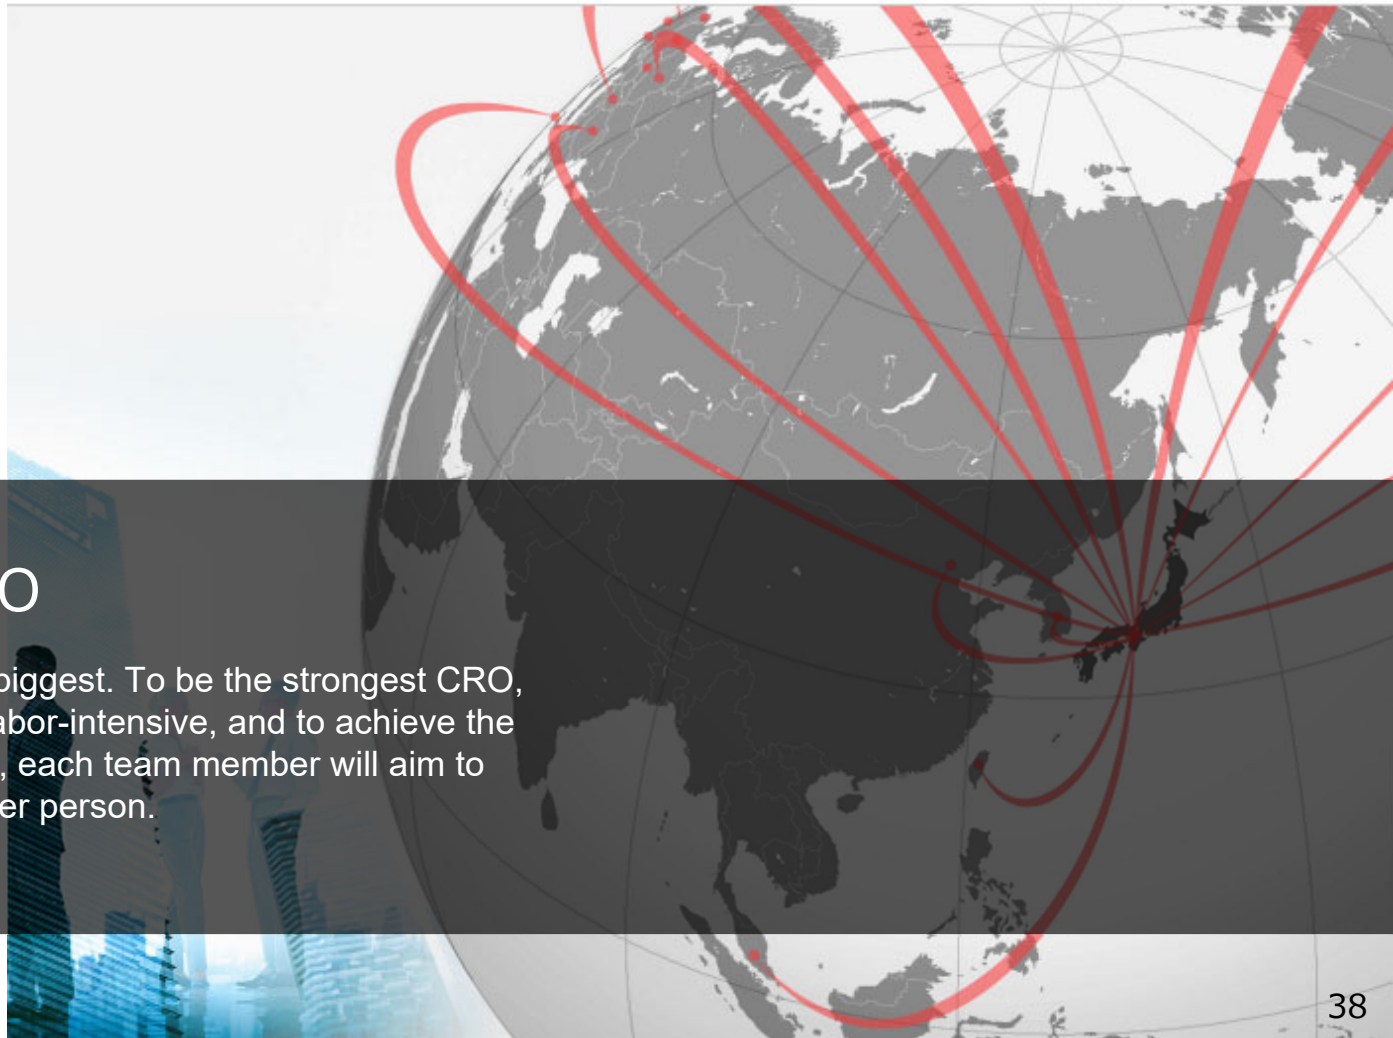 O
biggest. To be the strongest CRO,
abor-intensive, and to achieve the
, each team member will aim to
er person.
38